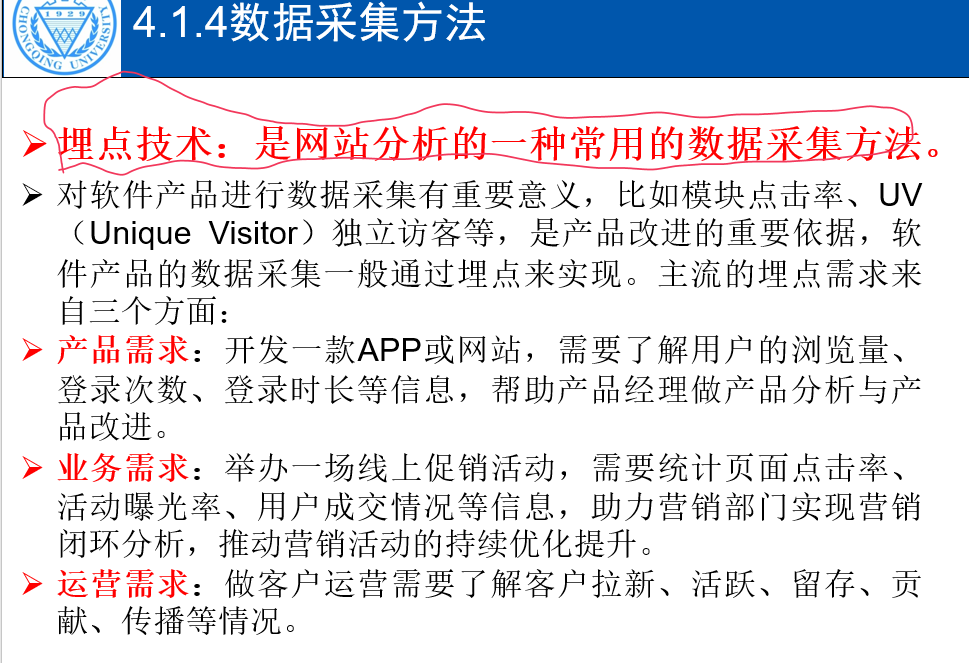 1929
CHONGQING UNIVERSITY
4.1.4数据采集方法
➢ 埋点技术：是网站分析的一种常用的数据采集方法。
➢ 对软件产品进行数据采集有重要意义，比如模块点击率、UV
（Unique Visitor）独立访客等，是产品改进的重要依据，软
件产品的数据采集一般通过埋点来实现。主流的埋点需求来
自三个方面：
➢ 产品需求：开发一款APP或网站，需要了解用户的浏览量、
登录次数、登录时长等信息，帮助产品经理做产品分析与产
品改进。
➢ 业务需求：举办一场线上促销活动，需要统计页面点击率、
活动曝光率、用户成交情况等信息，助力营销部门实现营销
闭环分析，推动营销活动的持续优化提升。
➢ 运营需求：做客户运营需要了解客户拉新、活跃、留存、贡
献、传播等情况。